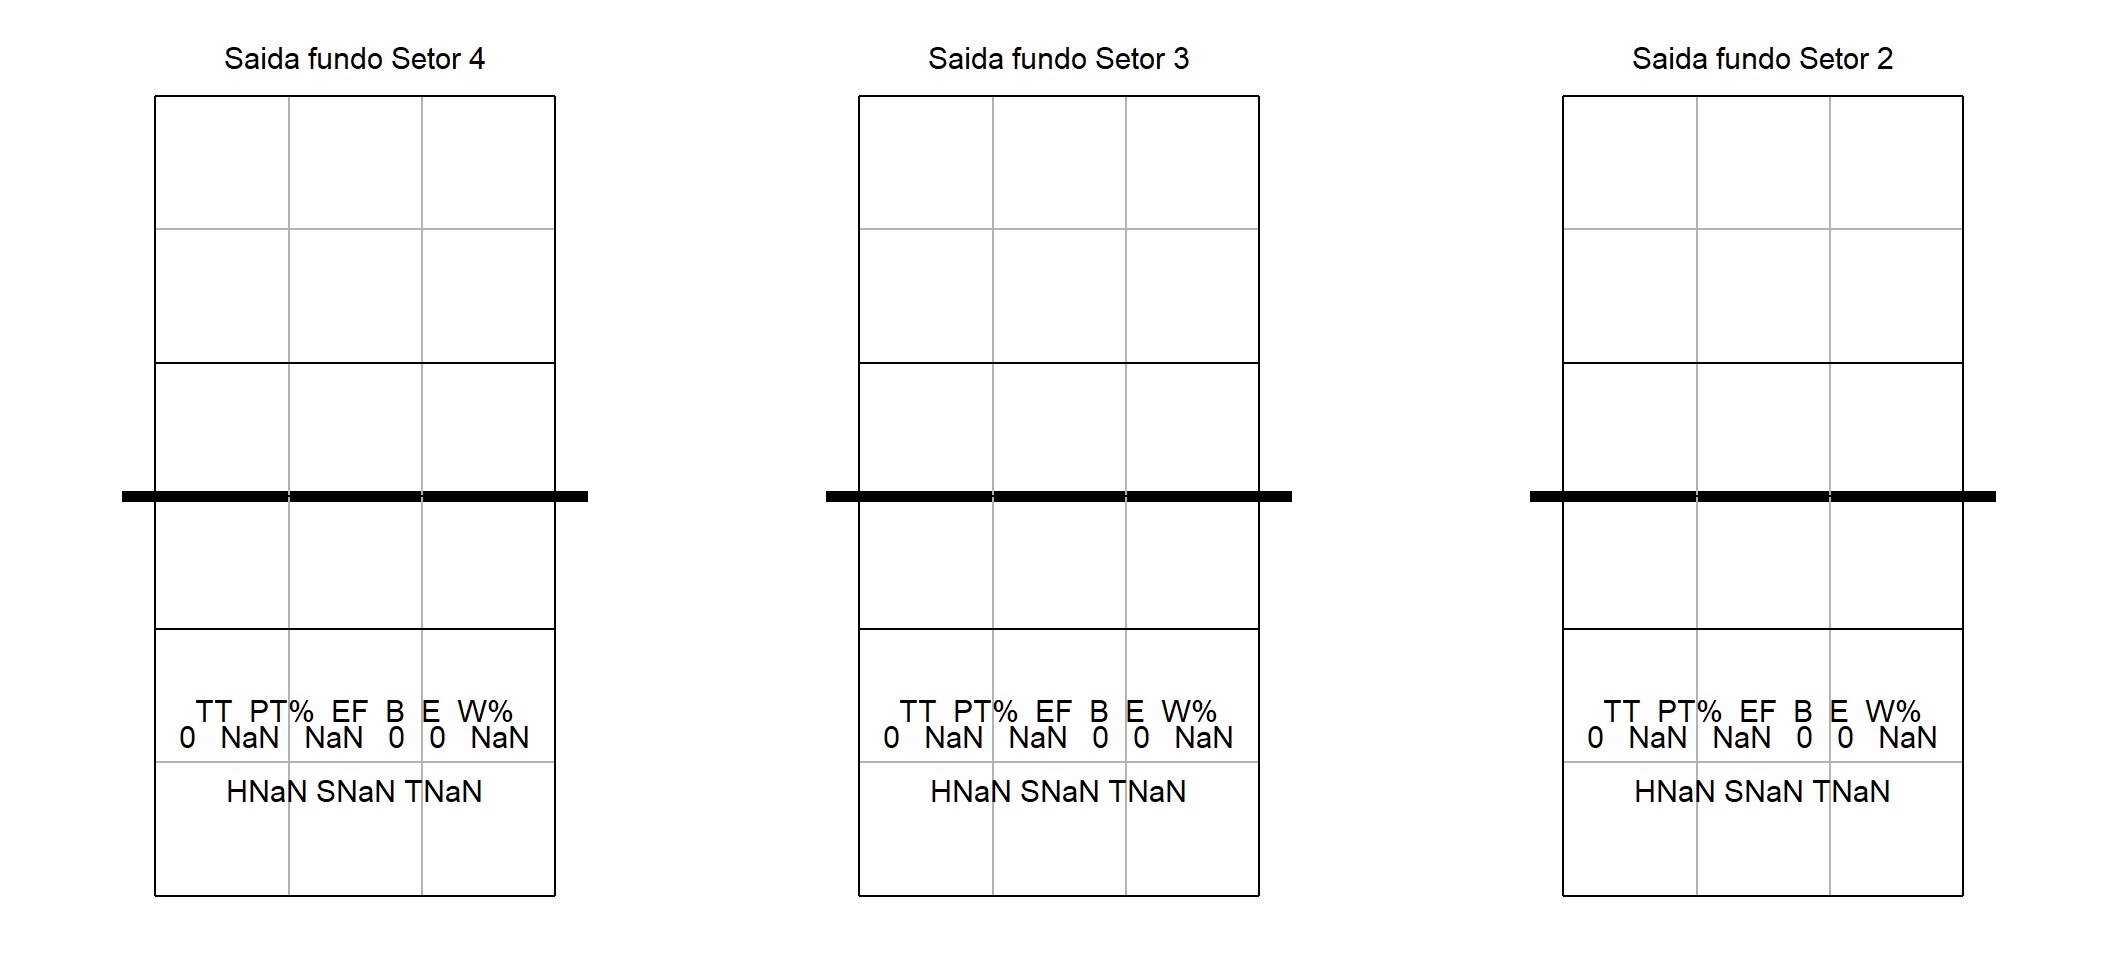 Saida fundo Setor 4
TT PT% EF B E W%
0 NaN NaN 0 0 NaN
HNaN SNaN TNaN
Saida fundo Setor 3
TT PT% EF B E W%
0 NaN NaN 0 0 NaN
HNaN SNaN TNaN
Saida fundo Setor 2
TT PT% EF B E W%
0 NaN NaN 0 0 NaN
HNaN SNaN TNaN